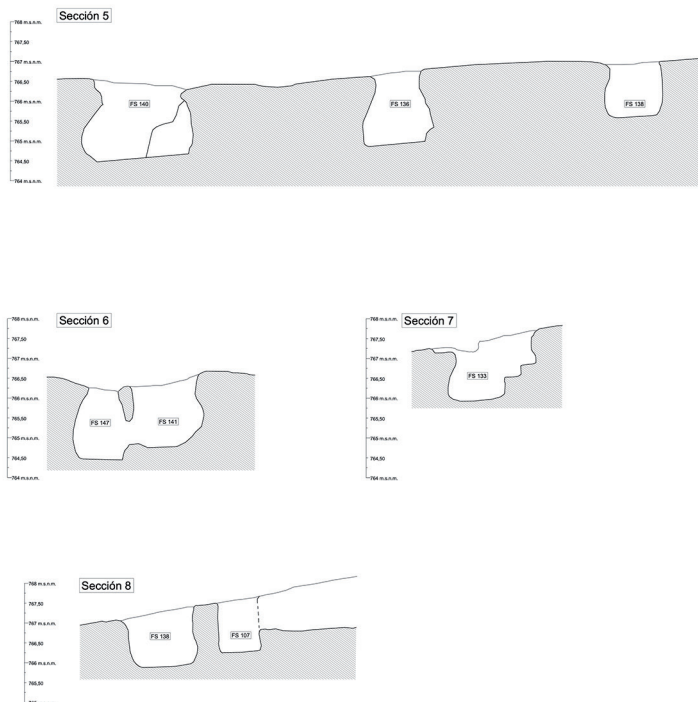 Sección 5
768 m.s.n.m.
767,50
767
766,50
766
765,50
765
764,50
764 m.s.n.m.
FS 140
FS 136
FS 138
Sección 6
768 m.s.n.m.
767,50
767
766,50
766
765,50
765
764,50
764 m.s.n.m.
FS 147
FS 141
Sección 7
768 m.s.n.m.
767,50
767
766,50
766
765,50
765
764,50
764 m.s.n.m.
FS 133
Sección 8
768 m.s.n.m.
767,50
767
766,50
766
765,50
FS 138
FS 107